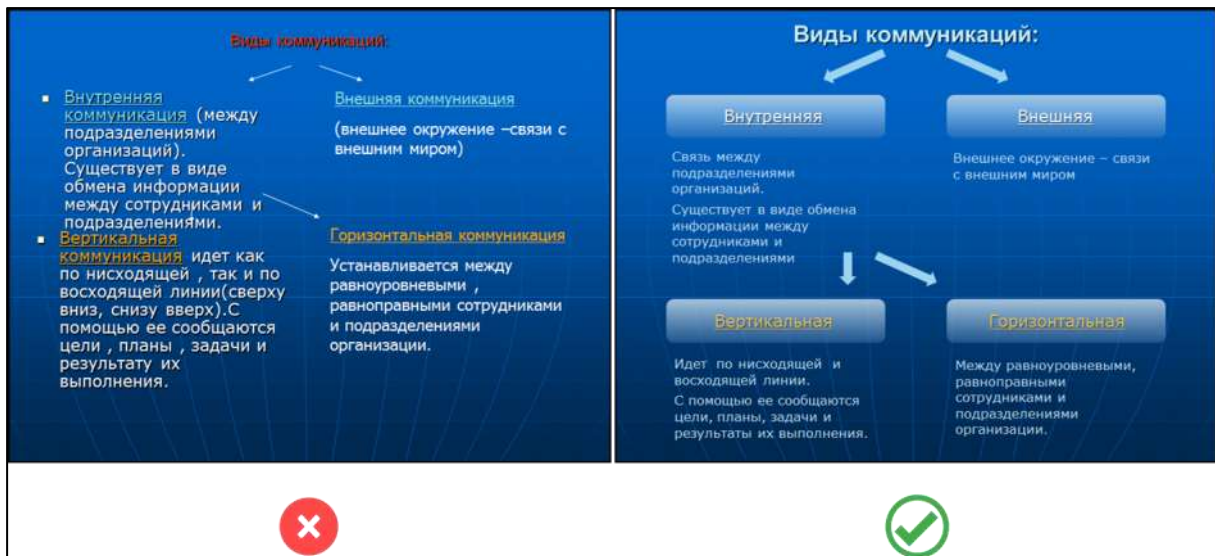 Виды коммуникаций:
Внутренняя
коммуникация (между
подразделениями
организаций).
Существует в виде
обмена информации
между сотрудниками и
подразделениями.
Вертикальная
коммуникация идет как
по нисходящей , так и по
восходящей линии(сверху
вниз, снизу вверх).С
помощью ее сообщаются
цели , планы , задачи и
результату их
выполнения.
Внешняя коммуникация
(внешнее окружение –связи с
внешним миром)
Горизонтальная коммуникация
Устанавливается между
равноуровневыми ,
равноправными сотрудниками
и подразделениями
организации.
Виды коммуникаций:
Внутренняя
Связь между
подразделениями
организаций.
Существует в виде обмена
информации между
сотрудниками и
подразделениями
Внешняя
Внешнее окружение – связи
с внешним миром
Вертикальная
Идет по нисходящей и
восходящей линии.
С помощью ее сообщаются
цели, планы, задачи и
результаты их выполнения.
Горизонтальная
Между равноуровневыми,
равноправными
сотрудниками и
подразделениями
организации.